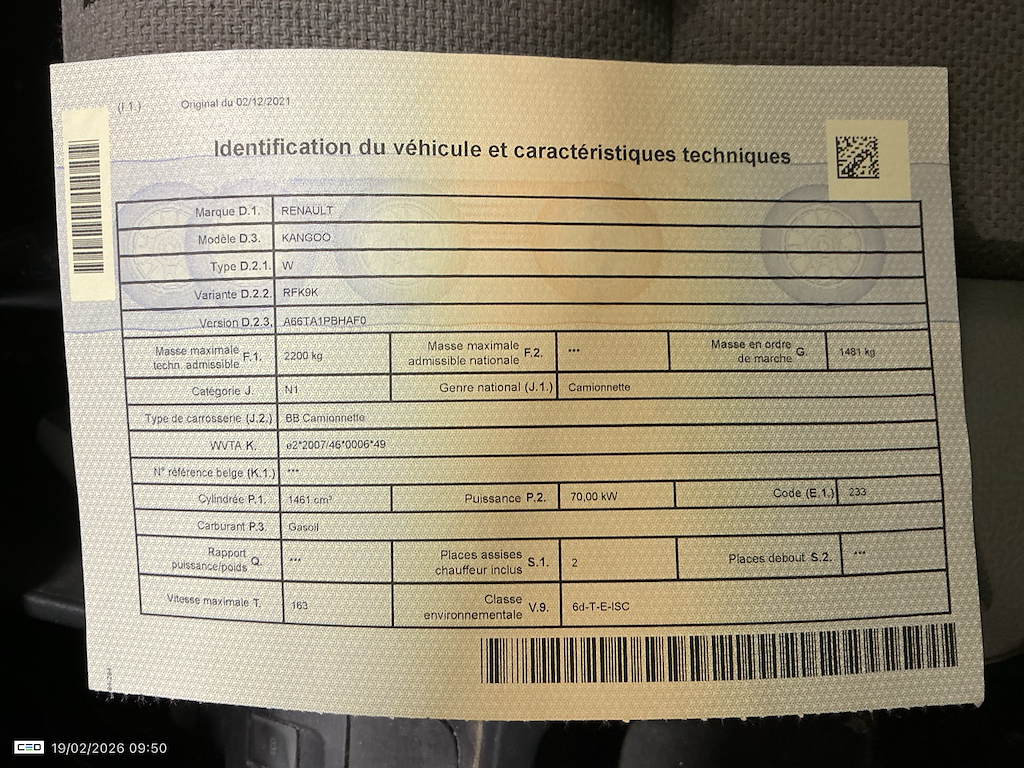 (I.1.) Original du 02/12/2021
Identification du véhicule et caractéristiques techniques
Marque D.1. RENAULT
Modèle D.3. KANGOO
Type D.2.1. W
Variante D.2.2. RFK9K
Version D.2.3. A66TA1PBHAF0
Masse maximale techn. admissible F.1. 2200 kg Masse maximale admissible nationale F.2. *** Masse en ordre de marche G. 1481 kg
Catégorie J. N1 Genre national (J.1.) Camionnette
Type de carrosserie (J.2.) BB Camionnette
WVTA K. e2*2007/46*0006*49
N° référence belge (K.1.) ***
Cylindrée P.1. 1461 cm³ Puissance P.2. 70,00 kW Code (E.1.) 233
Carburant P.3. Gasoil
Rapport puissance/poids Q. *** Places assises chauffeur inclus S.1. 2 Places debout S.2. ***
Vitesse maximale T. 163 Classe environnementale V.9. 6d-T-E-ISC
CEO 19/02/2026 09:50